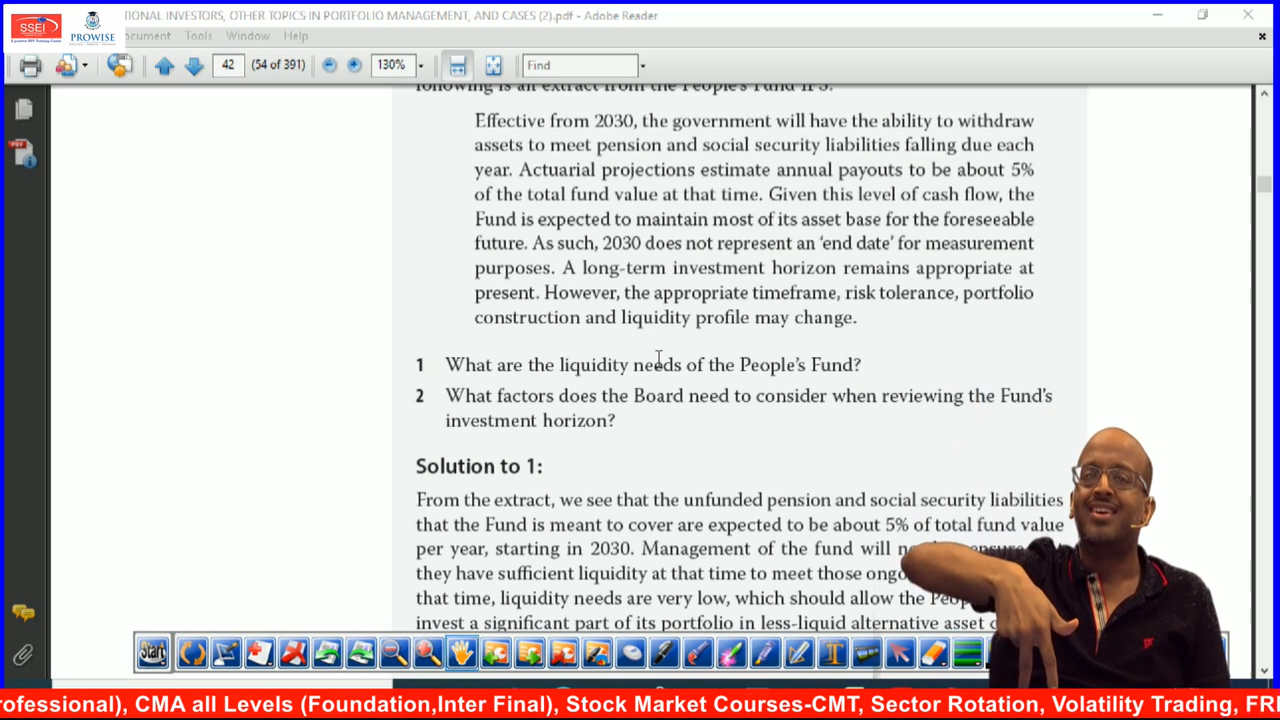 TIONAL INVESTORS, OTHER TOPICS IN PORTFOLIO MANAGEMENT, AND CASES (2).pdf - Adobe Reader
SSEI
PROWISE
ocument Tools Window Help
42 (54 of 391) 130% Find
following is an extract from the People's Fund IPS:
Effective from 2030, the government will have the ability to withdraw
assets to meet pension and social security liabilities falling due each
year. Actuarial projections estimate annual payouts to be about 5%
of the total fund value at that time. Given this level of cash flow, the
Fund is expected to maintain most of its asset base for the foreseeable
future. As such, 2030 does not represent an 'end date' for measurement
purposes. A long-term investment horizon remains appropriate at
present. However, the appropriate timeframe, risk tolerance, portfolio
construction and liquidity profile may change.
1 What are the liquidity needs of the People's Fund?
2 What factors does the Board need to consider when reviewing the Fund's
investment horizon?
Solution to 1:
From the extract, we see that the unfunded pension and social security liabilities
that the Fund is meant to cover are expected to be about 5% of total fund value
per year, starting in 2030. Management of the fund will
they have sufficient liquidity at that time to meet those
that time, liquidity needs are very low, which should allow the
invest a significant part of its portfolio in less-liquid alternative asset
Start
rofessional), CMA all Levels (Foundation,Inter Final), Stock Market Courses-CMT, Sector Rotation, Volatility Trading, FR